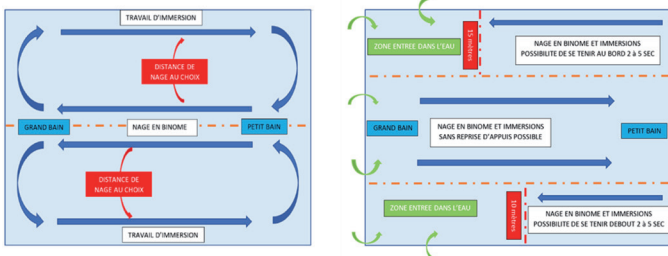 TRAVAIL D'IMMERSION
DISTANCE DE
NAGE AU CHOIX
GRAND BAIN
NAGE EN BINOME
PETIT BAIN
DISTANCE DE
NAGE AU CHOIX
TRAVAIL D'IMMERSION
ZONE ENTREE DANS L'EAU
15 mètres
NAGE EN BINOME ET IMMERSIONS
POSSIBILITE DE SE TENIR AU BORD 2 à 5 SEC
GRAND BAIN
NAGE EN BINOME ET IMMERSIONS
SANS REPRISE D'APPUIS POSSIBLE
PETIT BAIN
ZONE ENTREE DANS L'EAU
10 mètres
NAGE EN BINOME ET IMMERSIONS
POSSIBILITE DE SE TENIR DEBOUT 2 à 5 SEC